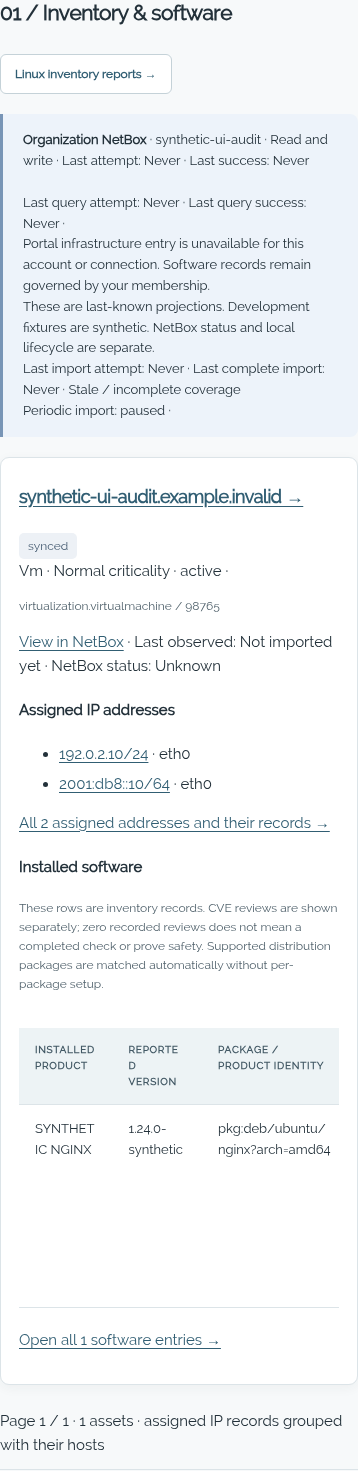 01 / Inventory & software
Linux inventory reports →
Organization NetBox · synthetic-ui-audit · Read and
write · Last attempt: Never · Last success: Never
Last query attempt: Never · Last query success:
Never ·
Portal infrastructure entry is unavailable for this
account or connection. Software records remain
governed by your membership.
These are last-known projections. Development
fixtures are synthetic. NetBox status and local
lifecycle are separate.
Last import attempt: Never · Last complete import:
Never · Stale / incomplete coverage
Periodic import: paused ·
synthetic-ui-audit.example.invalid →
synced
Vm · Normal criticality · active ·
virtualization.virtualmachine / 98765
View in NetBox · Last observed: Not imported
yet · NetBox status: Unknown
Assigned IP addresses
• 192.0.2.10/24 · eth0
• 2001:db8::10/64 · eth0
All 2 assigned addresses and their records →
Installed software
These rows are inventory records. CVE reviews are shown
separately; zero recorded reviews does not mean a
completed check or prove safety. Supported distribution
packages are matched automatically without per-
package setup.
INSTALLED REPORTE PACKAGE /
PRODUCT D PRODUCT IDENTITY
VERSION
SYNTHET 1.24.0- pkg:deb/ubuntu/
IC NGINX synthetic nginx?arch=amd64
Open all 1 software entries →
Page 1 / 1 · 1 assets · assigned IP records grouped
with their hosts